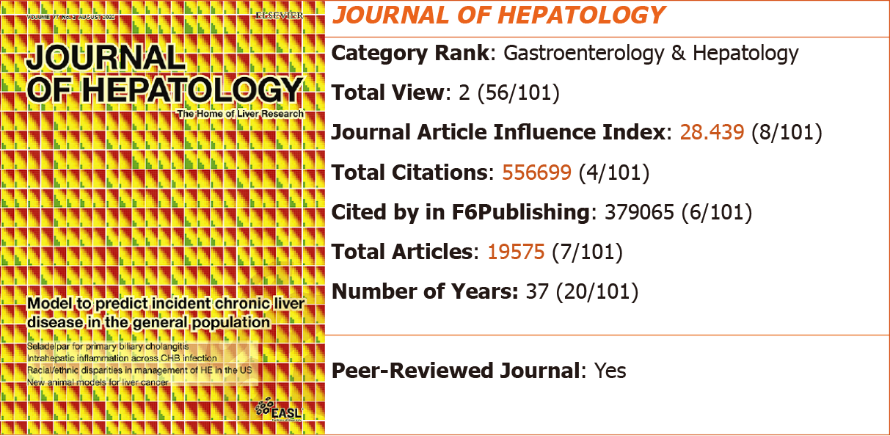 ELSEVIER
JOURNAL
OF HEPATOLOGY
The Home of Liver Research
Model to predict incident chronic liver
disease in the general population
Seladelpar for primary biliary cholangitis
Intrahepatic inflammation across CHB infection
Racial/ethnic disparities in management of HE in the US
New animal models for liver cancer
EASL
JOURNAL OF HEPATOLOGY
Category Rank: Gastroenterology & Hepatology
Total View: 2 (56/101)
Journal Article Influence Index: 28.439 (8/101)
Total Citations: 556699 (4/101)
Cited by in F6Publishing: 379065 (6/101)
Total Articles: 19575 (7/101)
Number of Years: 37 (20/101)
Peer-Reviewed Journal: Yes